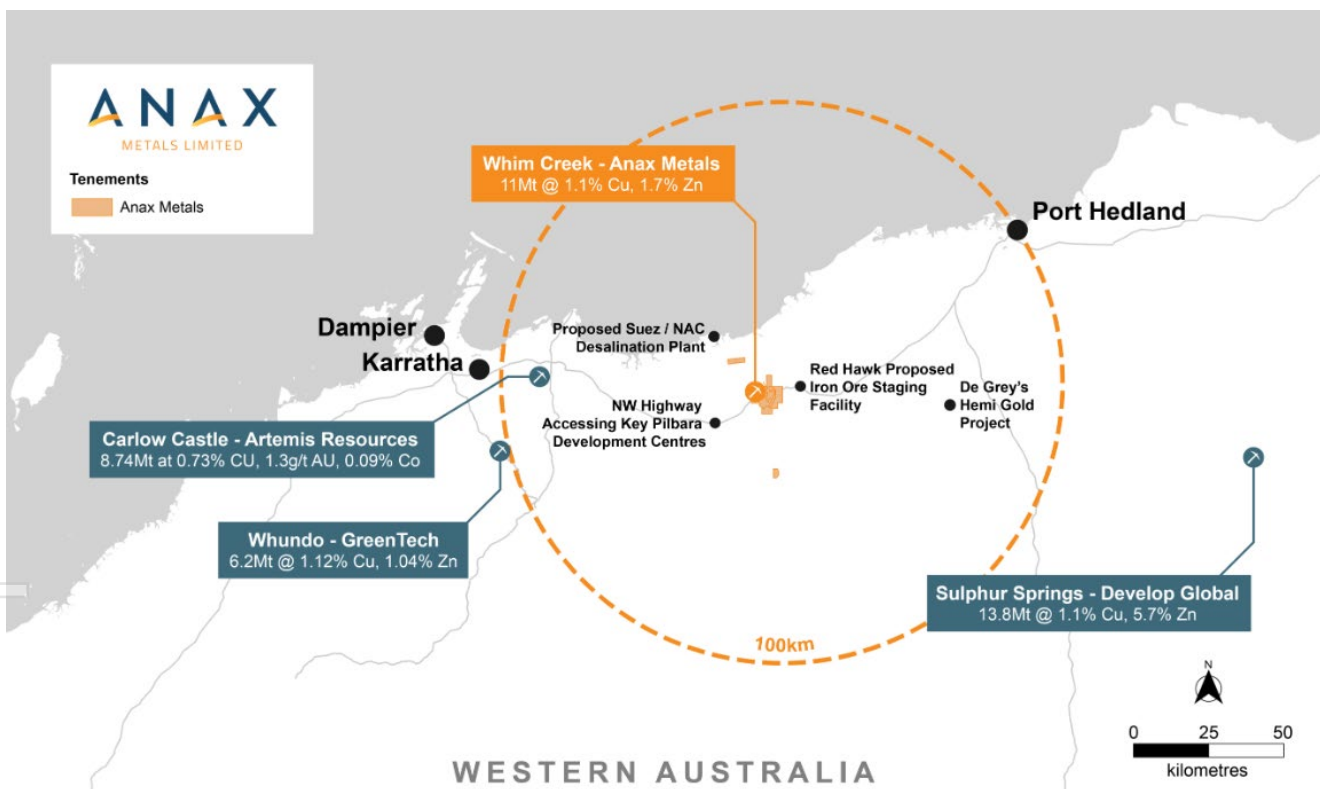 ANAX
METALS LIMITED
Tenements
Anax Metals
Whim Creek - Anax Metals
11Mt @ 1.1% Cu, 1.7% Zn
Port Hedland
Dampier
Karratha
Proposed Suez / NAC
Desalination Plant
Red Hawk Proposed
Iron Ore Staging
Facility
De Grey's
Hemi Gold
Project
NW Highway
Accessing Key Pilbara
Development Centres
Carlow Castle - Artemis Resources
8.74Mt at 0.73% CU, 1.3g/t AU, 0.09% Co
Whundo - GreenTech
6.2Mt @ 1.12% Cu, 1.04% Zn
Sulphur Springs - Develop Global
13.8Mt @ 1.1% Cu, 5.7% Zn
100km
N
0 25 50
kilometres
WESTERN AUSTRALIA